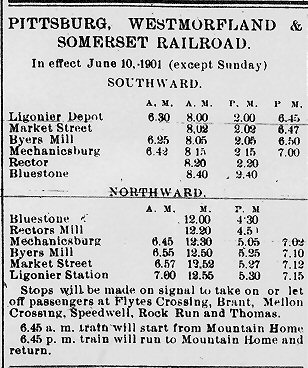 PITTSBURG, WESTMORFLAND &
SOMERSET RAILROAD.
In effect June 10, 1901 (except Sunday)
SOUTHWARD.
A. M. A. M. P. M. P M.
Ligonier Depot 6.30 8.00 2.00 6.45
Market Street 8.02 2.02 6.47
Byers Mill 6.25 8.05 2.05 6.50
Mechanicsburg 6.42 8 15 2 15 7.00
Rector 8.20 2.20
Bluestone 8.40 2.40
NORTHWARD.
A. M. M. P. M
Bluestone 12.00 4.30
Rectors Mill 12.20
Mechanicsburg 6.45 12.30 5.05 7.02
Byers Mill 6.55 12.50 5.25 7.10
Market Street 6.57 12.52 5.27 7.12
Ligonier Station 7.00 12.55 5.30 7.15
Stops will be made on signal to take on or let
off passengers at Flytes Crossing, Brant, Mellon
Crossing, Speedwell, Rock Run and Thomas.
6.45 a. m. train will start from Mountain Home
6.45 p. m. train will run to Mountain Home and
return.